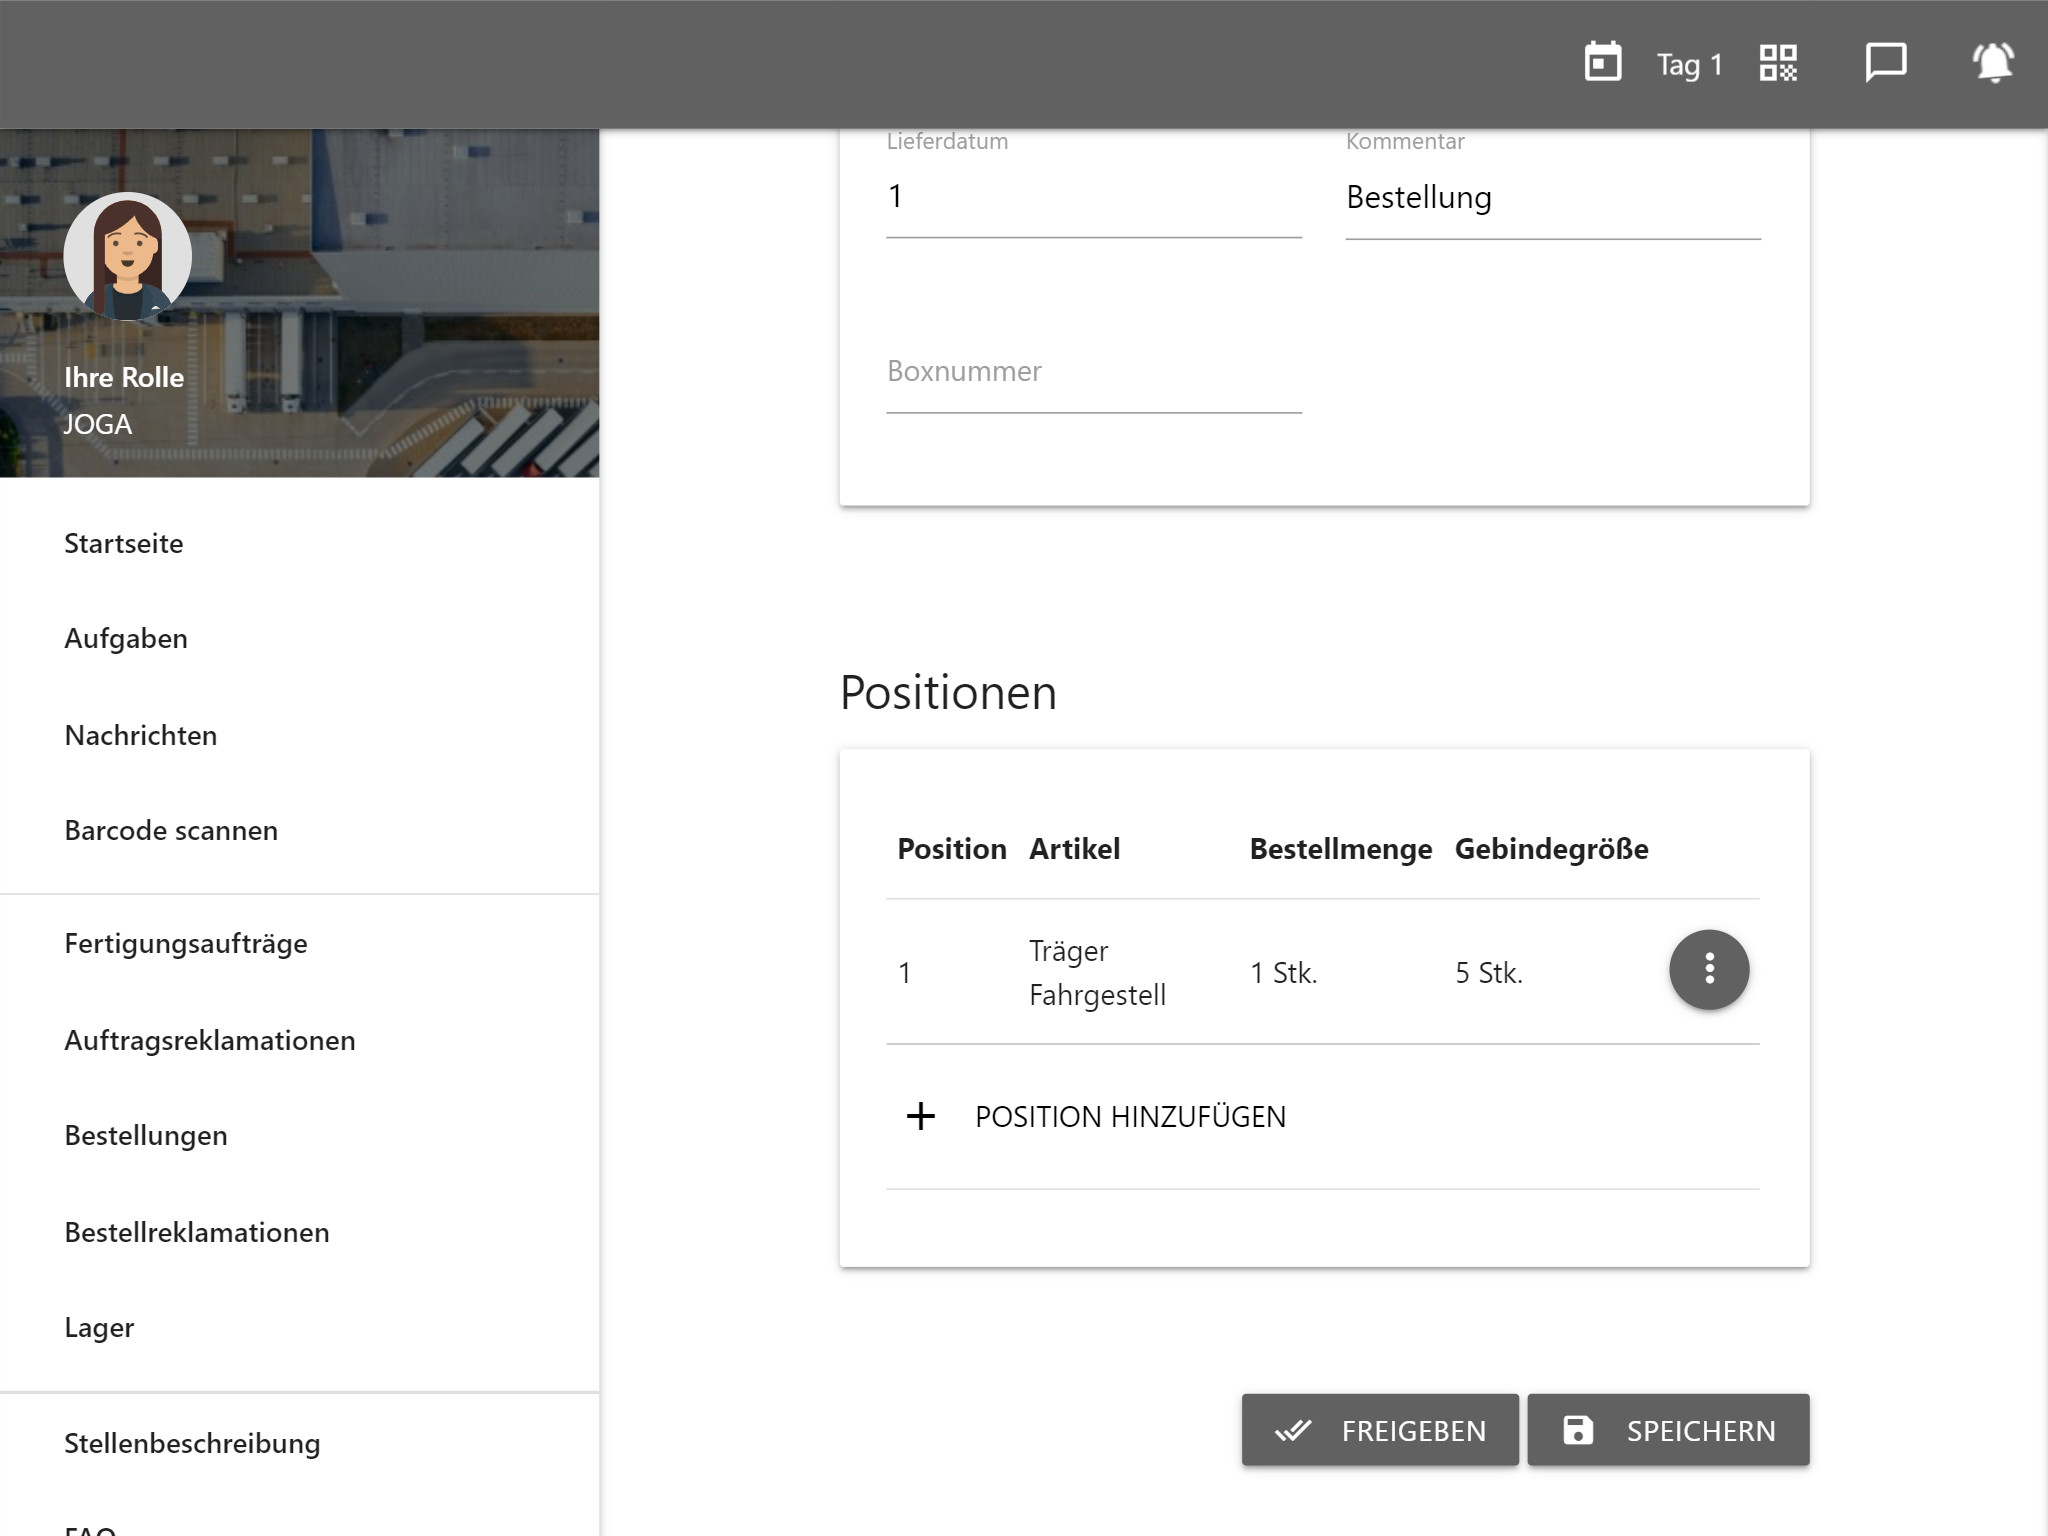 Tag 1
Ihre Rolle
JOGA
Startseite
Aufgaben
Nachrichten
Barcode scannen
Fertigungsaufträge
Auftragsreklamationen
Bestellungen
Bestellreklamationen
Lager
Stellenbeschreibung
FAQ
Lieferdatum Kommentar
1 Bestellung
Boxnummer
Positionen
Position Artikel Bestellmenge Gebindegröße
1 Träger Fahrgestell 1 Stk. 5 Stk.
POSITION HINZUFÜGEN
FREIGEBEN SPEICHERN